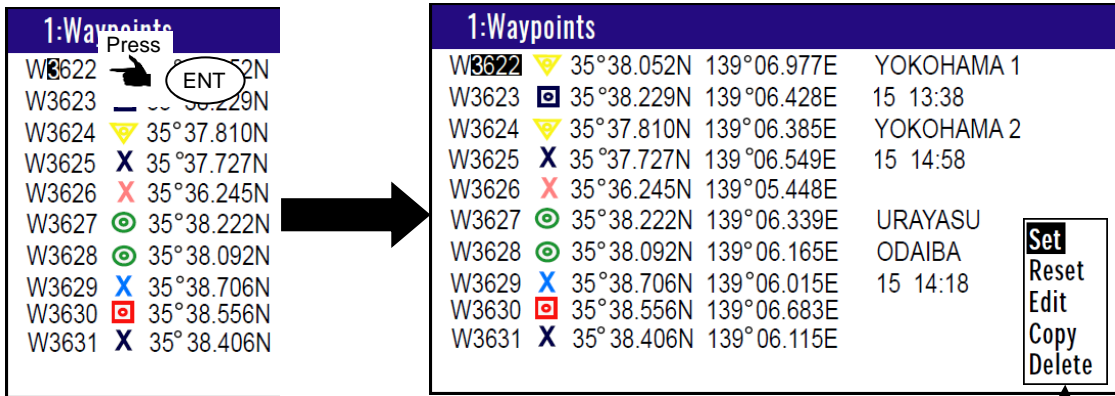 1:Waypoints
Press
ENT
W3622 52N
W3623 38.229N
W3624 35°37.810N
W3625 X 35°37.727N
W3626 X 35°36.245N
W3627 35°38.222N
W3628 35°38.092N
W3629 X 35°38.706N
W3630 35°38.556N
W3631 X 35°38.406N
1:Waypoints
W3622 35°38.052N 139°06.977E YOKOHAMA 1
W3623 35°38.229N 139°06.428E 15 13:38
W3624 35°37.810N 139°06.385E YOKOHAMA 2
W3625 X 35°37.727N 139°06.549E 15 14:58
W3626 X 35°36.245N 139°05.448E
W3627 35°38.222N 139°06.339E URAYASU
W3628 35°38.092N 139°06.165E ODAIBA
W3629 X 35°38.706N 139°06.015E 15 14:18
W3630 35°38.556N 139°06.683E
W3631 X 35°38.406N 139°06.115E
Set
Reset
Edit
Copy
Delete